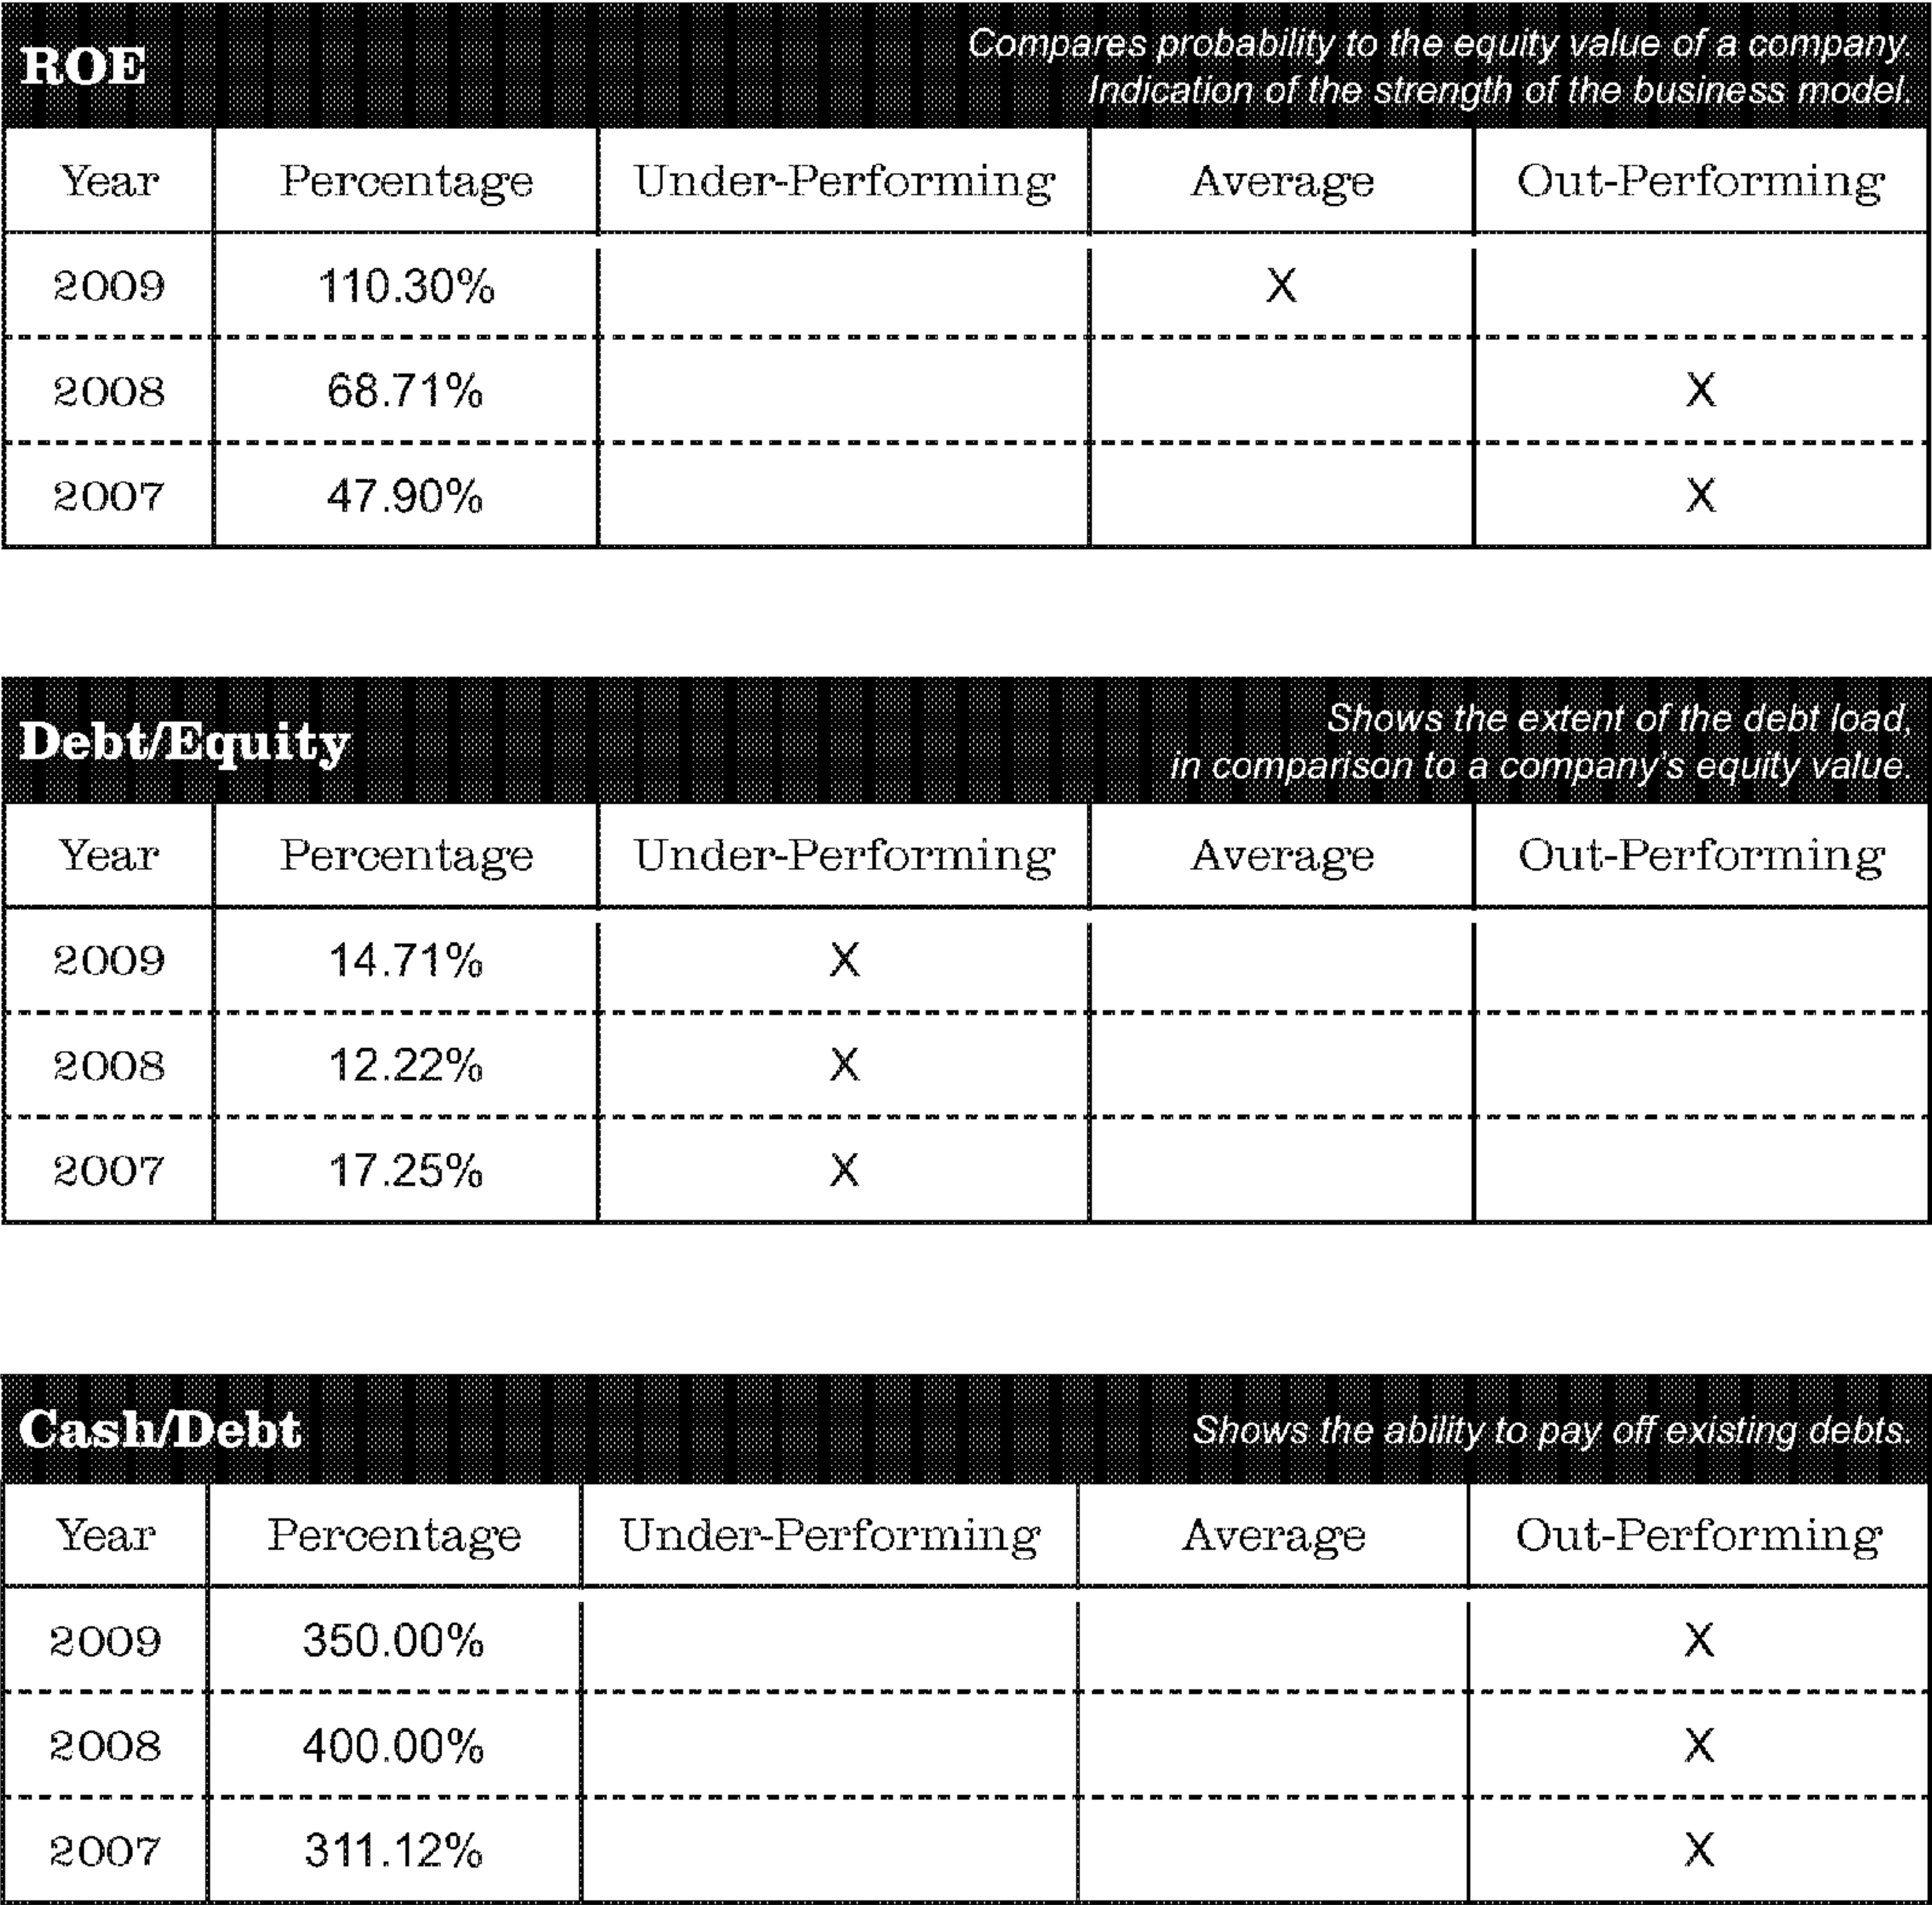 ROE
Compares probability to the equity value of a company.
Indication of the strength of the business model.
Year Percentage Under-Performing Average Out-Performing
2009 110.30% X
2008 68.71% X
2007 47.90% X
Debt/Equity
Shows the extent of the debt load,
in comparison to a company's equity value.
Year Percentage Under-Performing Average Out-Performing
2009 14.71% X
2008 12.22% X
2007 17.25% X
Cash/Debt Shows the ability to pay off existing debts.
Year Percentage Under-Performing Average Out-Performing
2009 350.00% X
2008 400.00% X
2007 311.12% X